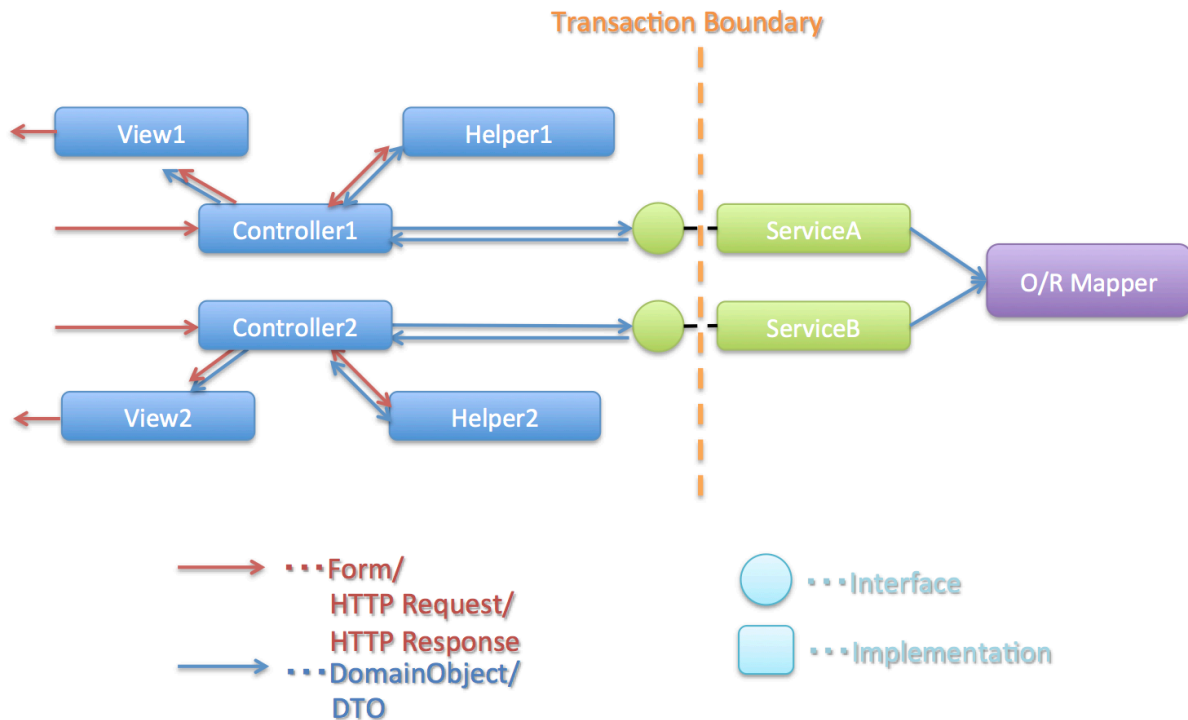 Transaction Boundary
View1
Helper1
Controller1
ServiceA
O/R Mapper
Controller2
ServiceB
View2
Helper2
･･･Form/
HTTP Request/
HTTP Response
･･･DomainObject/
DTO
･･･Interface
･･･Implementation